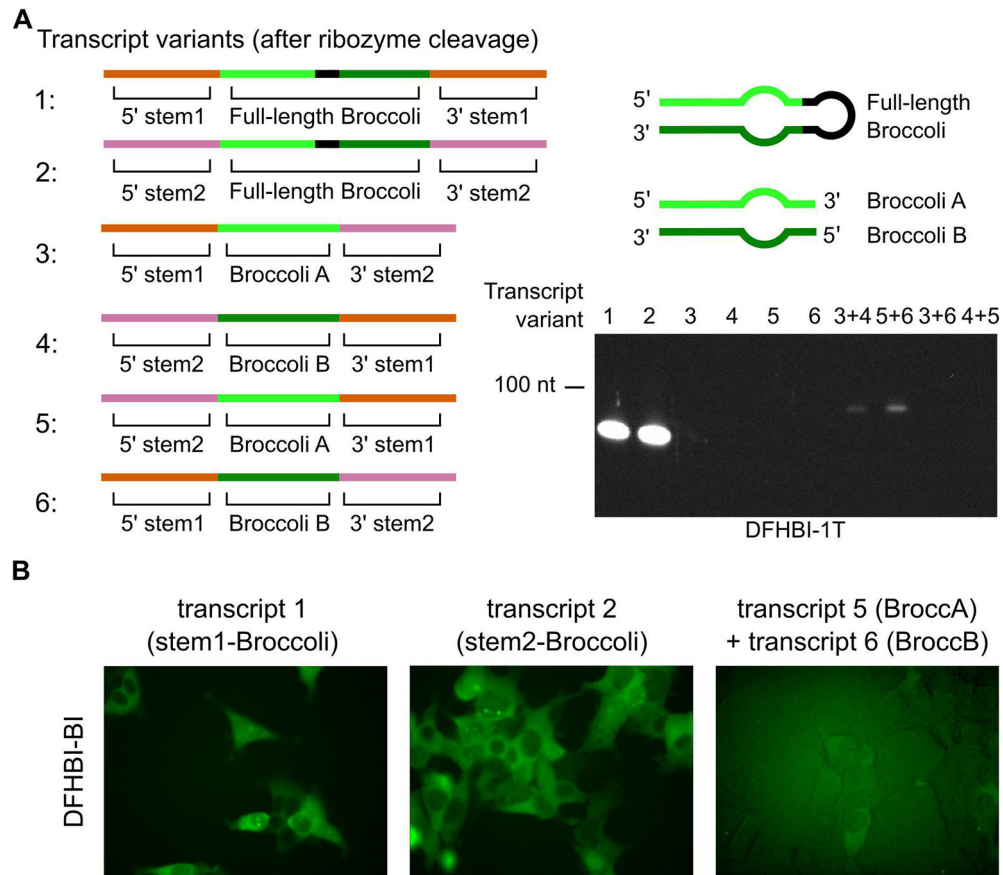 A
Transcript variants (after ribozyme cleavage)
1:
5' stem1 Full-length Broccoli 3' stem1
2:
5' stem2 Full-length Broccoli 3' stem2
3:
5' stem1 Broccoli A 3' stem2
4:
5' stem2 Broccoli B 3' stem1
5:
5' stem2 Broccoli A 3' stem1
6:
5' stem1 Broccoli B 3' stem2
5' Full-length
3' Broccoli
5' 3' Broccoli A
3' 5' Broccoli B
Transcript
variant 1 2 3 4 5 6 3+4 5+6 3+6 4+5
100 nt
DFHBI-1T
B
transcript 1
(stem1-Broccoli)
transcript 2
(stem2-Broccoli)
transcript 5 (BroccA)
+ transcript 6 (BroccB)
DFHBI-BI